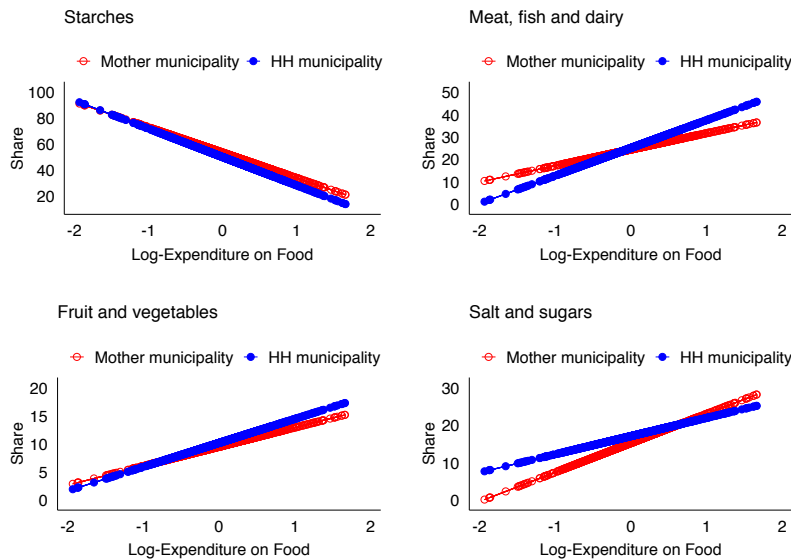 Starches
Mother municipality HH municipality
100
80
60
40
20
Share
-2 -1 0 1 2
Log-Expenditure on Food
Meat, fish and dairy
Mother municipality HH municipality
50
40
30
20
10
0
Share
-2 -1 0 1 2
Log-Expenditure on Food
Fruit and vegetables
Mother municipality HH municipality
20
15
10
5
0
Share
-2 -1 0 1 2
Log-Expenditure on Food
Salt and sugars
Mother municipality HH municipality
30
20
10
0
Share
-2 -1 0 1 2
Log-Expenditure on Food